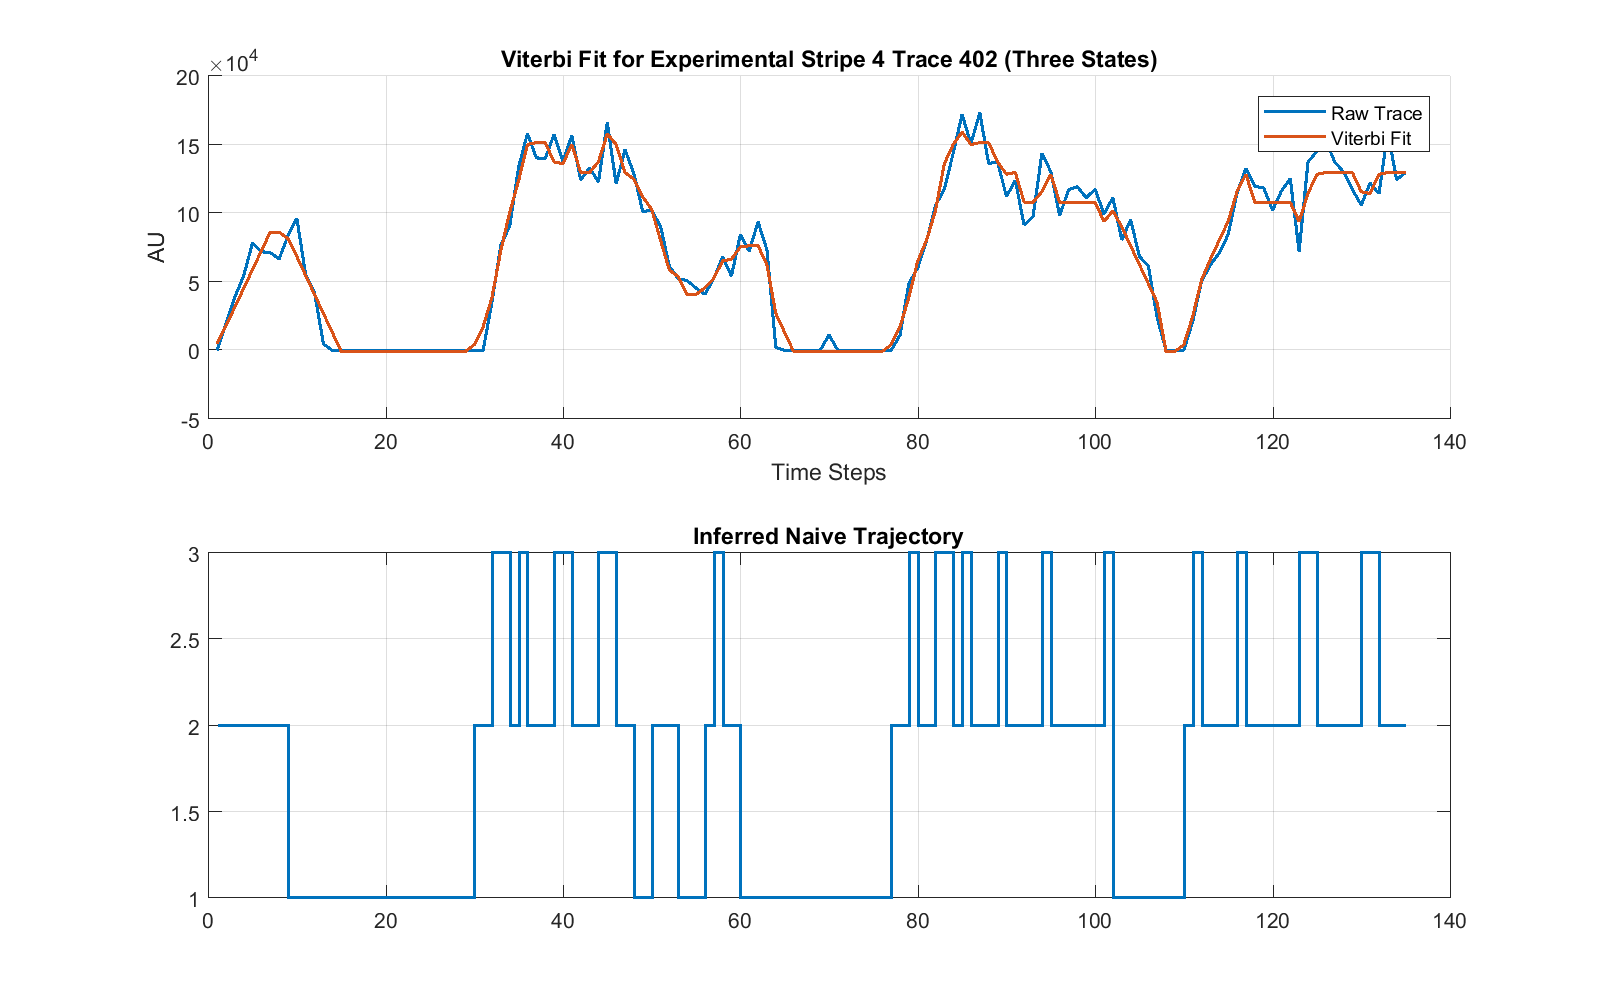 Viterbi Fit for Experimental Stripe 4 Trace 402 (Three States)
×10⁴
20
15
10
5
0
-5
AU
Raw Trace
Viterbi Fit
0 20 40 60 80 100 120 140
Time Steps
Inferred Naive Trajectory
3
2.5
2
1.5
1
0 20 40 60 80 100 120 140